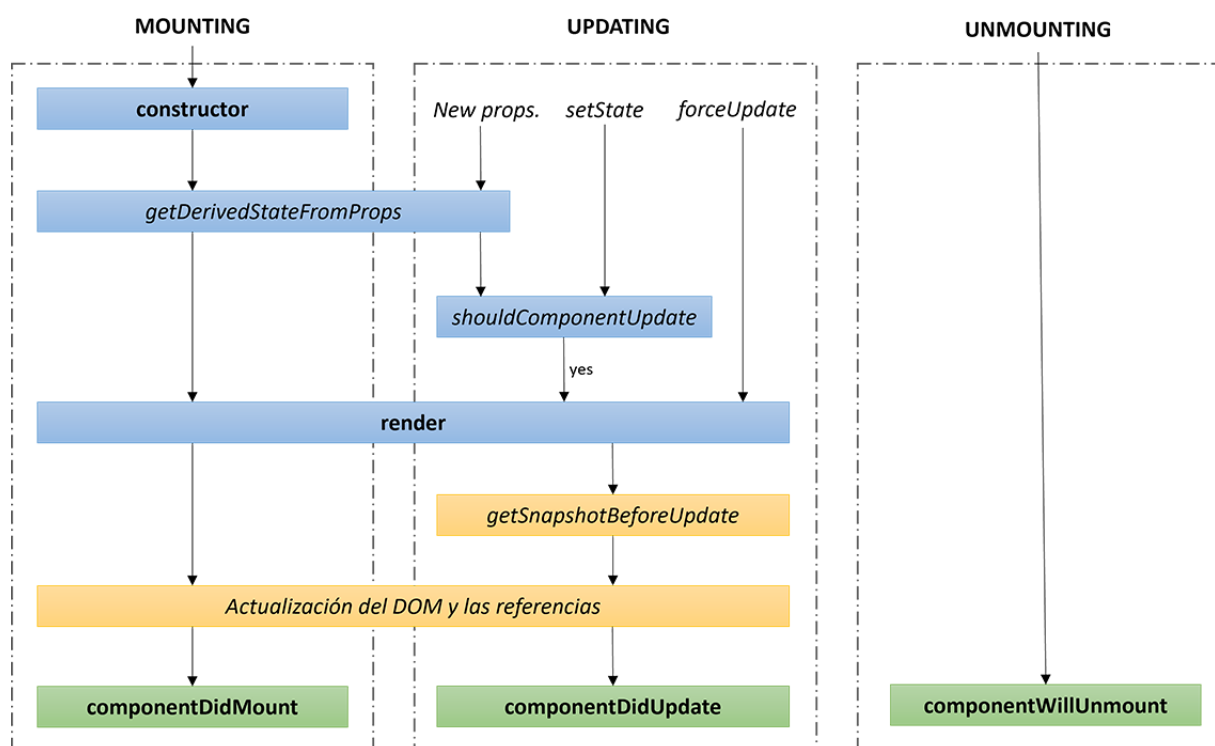 MOUNTING
UPDATING
UNMOUNTING
constructor
New props.
setState
forceUpdate
getDerivedStateFromProps
shouldComponentUpdate
yes
render
getSnapshotBeforeUpdate
Actualización del DOM y las referencias
componentDidMount
componentDidUpdate
componentWillUnmount